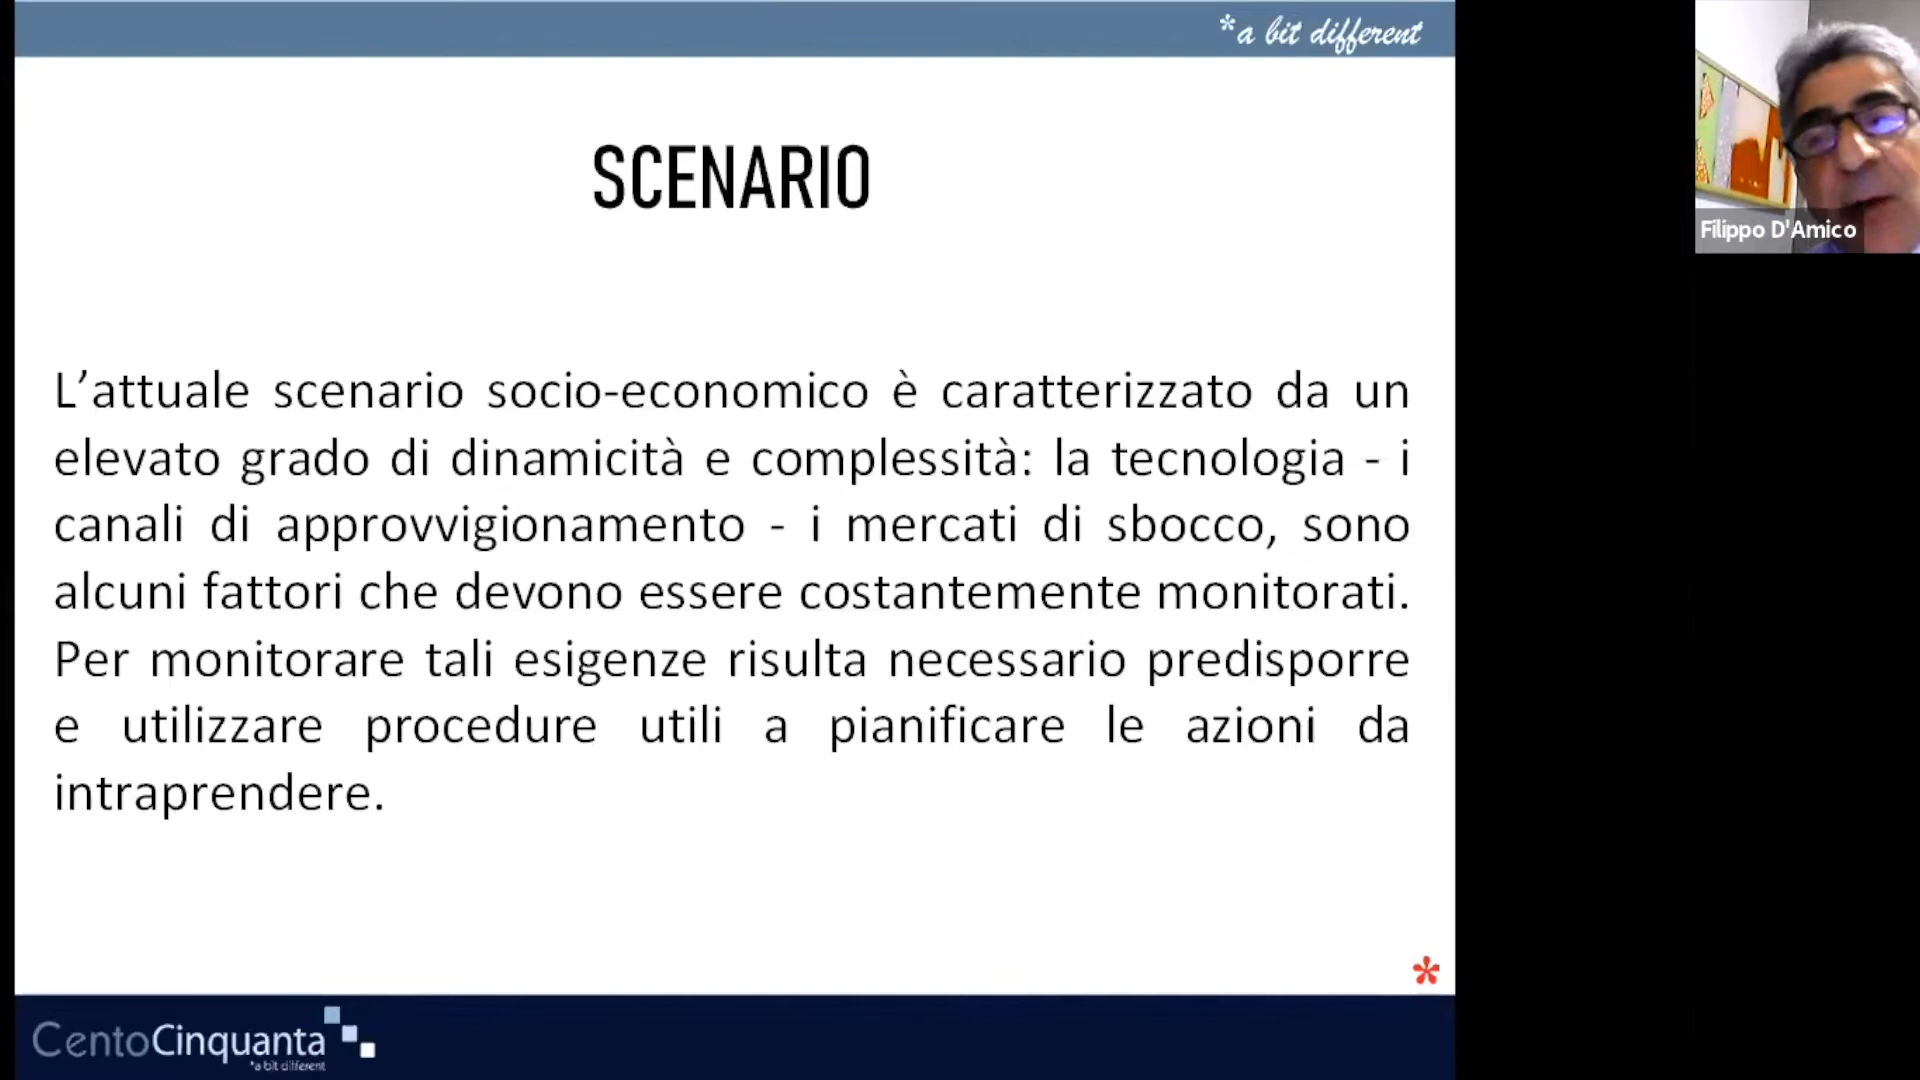 *a bit different
SCENARIO
Filippo D'Amico
L’attuale scenario socio-economico è caratterizzato da un
elevato grado di dinamicità e complessità: la tecnologia - i
canali di approvvigionamento - i mercati di sbocco, sono
alcuni fattori che devono essere costantemente monitorati.
Per monitorare tali esigenze risulta necessario predisporre
e utilizzare procedure utili a pianificare le azioni da
intraprendere.
*
CentoCinquanta
*a bit different